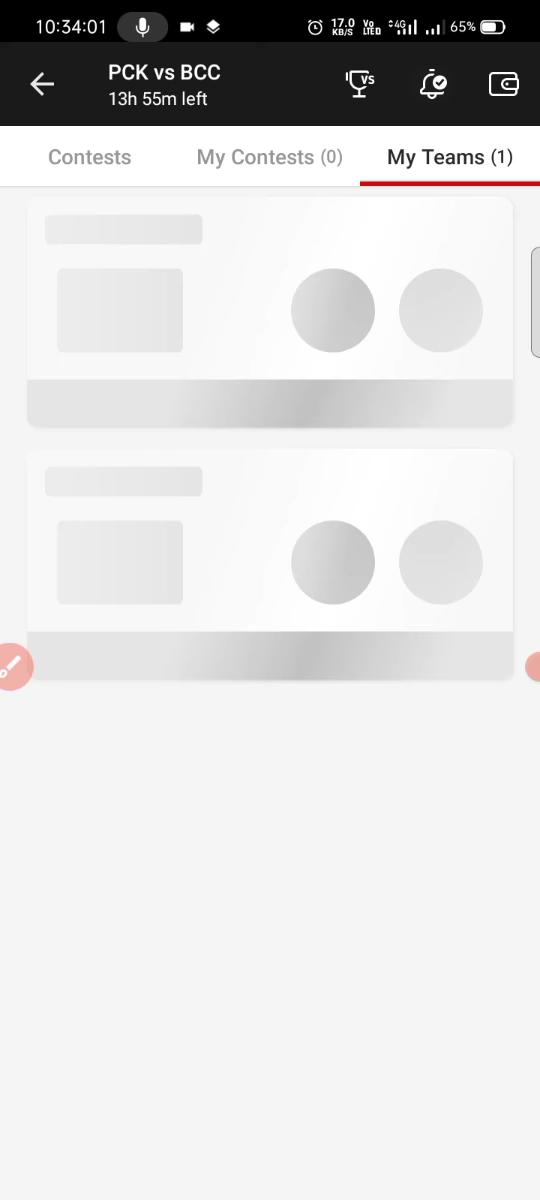 10:34:01 17.0 KB/S Vo LTED 4G 65%
PCK vs BCC
13h 55m left
VS
Contests My Contests (0) My Teams (1)